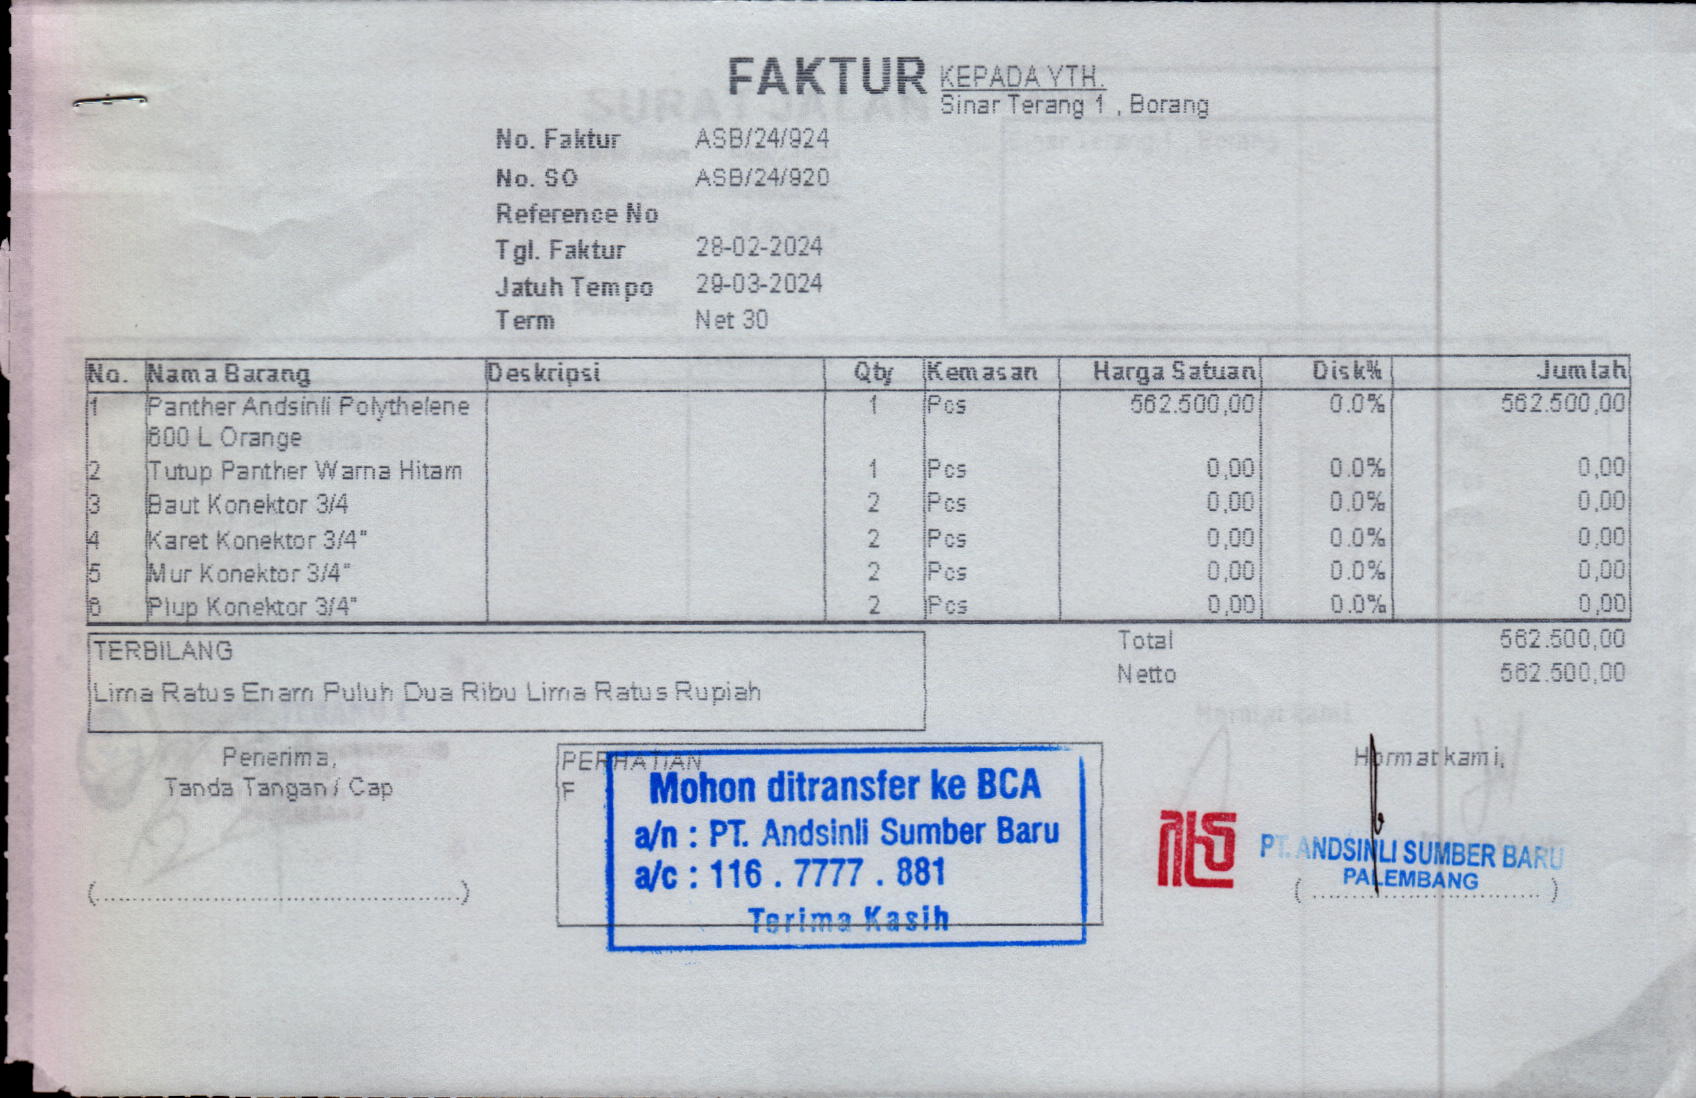 FAKTUR
KEPADA YTH.
Sinar Terang 1 , Borang
No. Faktur ASB/24/924
No. SO ASB/24/920
Reference No
Tgl. Faktur 28-02-2024
Jatuh Tempo 29-03-2024
Term Net 30
No. Nama Barang Deskripsi Qty Kemasan Harga Satuan Disk% Jumlah
1 Panther Andsinli Polythelene 1 Pcs 562.500,00 0.0% 562.500,00
600 L Orange
2 Tutup Panther Warna Hitam 1 Pcs 0,00 0.0% 0,00
3 Baut Konektor 3/4 2 Pcs 0,00 0.0% 0,00
4 Karet Konektor 3/4" 2 Pcs 0,00 0.0% 0,00
5 Mur Konektor 3/4" 2 Pcs 0,00 0.0% 0,00
6 Plup Konektor 3/4" 2 Pcs 0,00 0.0% 0,00
TERBILANG
Lima Ratus Enam Puluh Dua Ribu Lima Ratus Rupiah
Total 562.500,00
Netto 562.500,00
Penerima,
Tanda Tangan / Cap
(............................................)
PERHATIAN
F
Mohon ditransfer ke BCA
a/n : PT. Andsinli Sumber Baru
a/c : 116 . 7777 . 881
Terima Kasih
Hormat kami,
PT. ANDSINLI SUMBER BARU
PALEMBANG
(............................)